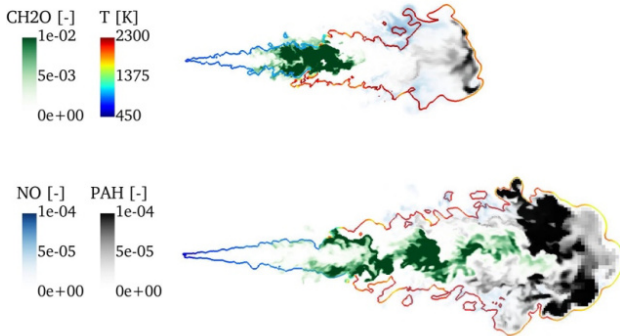 CH2O [-] T [K]
1e-02 2300
5e-03 1375
0e+00 450
NO [-] PAH [-]
1e-04 1e-04
5e-05 5e-05
0e+00 0e+00